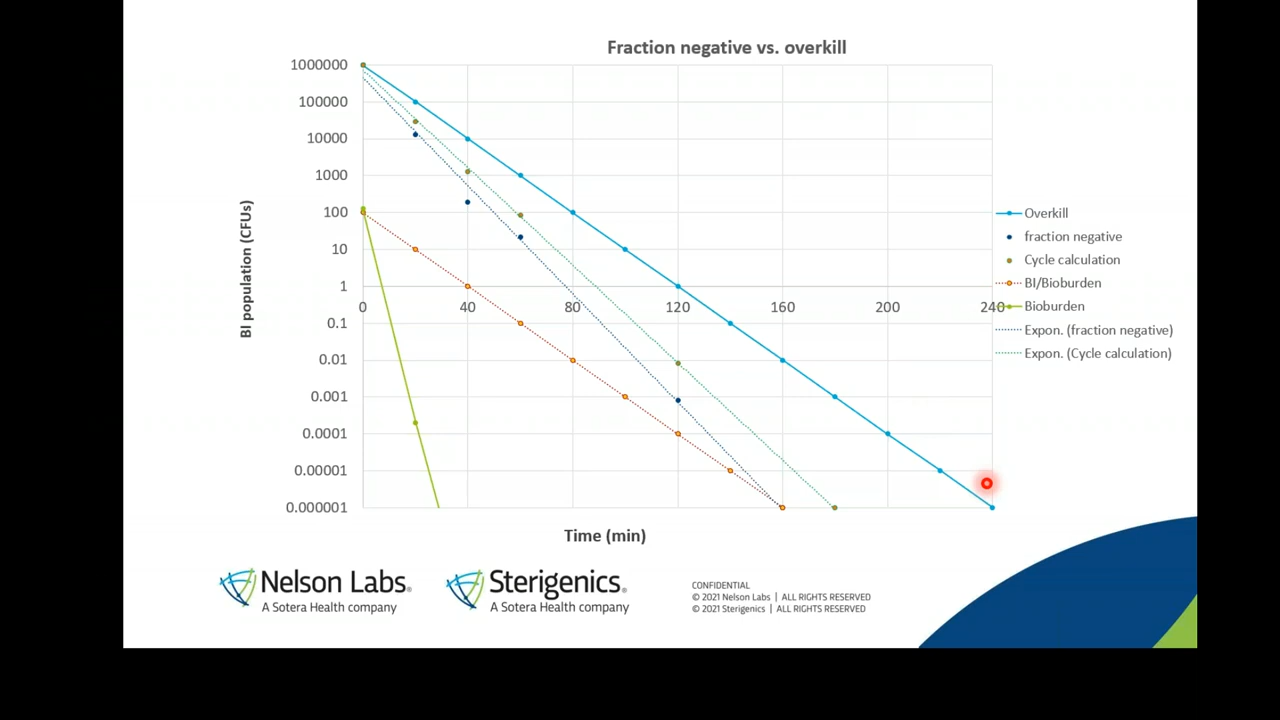 Fraction negative vs. overkill
1000000
100000
10000
1000
100
10
1
0.1
0.01
0.001
0.0001
0.00001
0.000001
BI population (CFUs)
0 40 80 120 160 200 240
Time (min)
Overkill
fraction negative
Cycle calculation
BI/Bioburden
Bioburden
Expon. (fraction negative)
Expon. (Cycle calculation)
Nelson Labs®
A Sotera Health company
Sterigenics®
A Sotera Health company
CONFIDENTIAL
© 2021 Nelson Labs | ALL RIGHTS RESERVED
© 2021 Sterigenics | ALL RIGHTS RESERVED